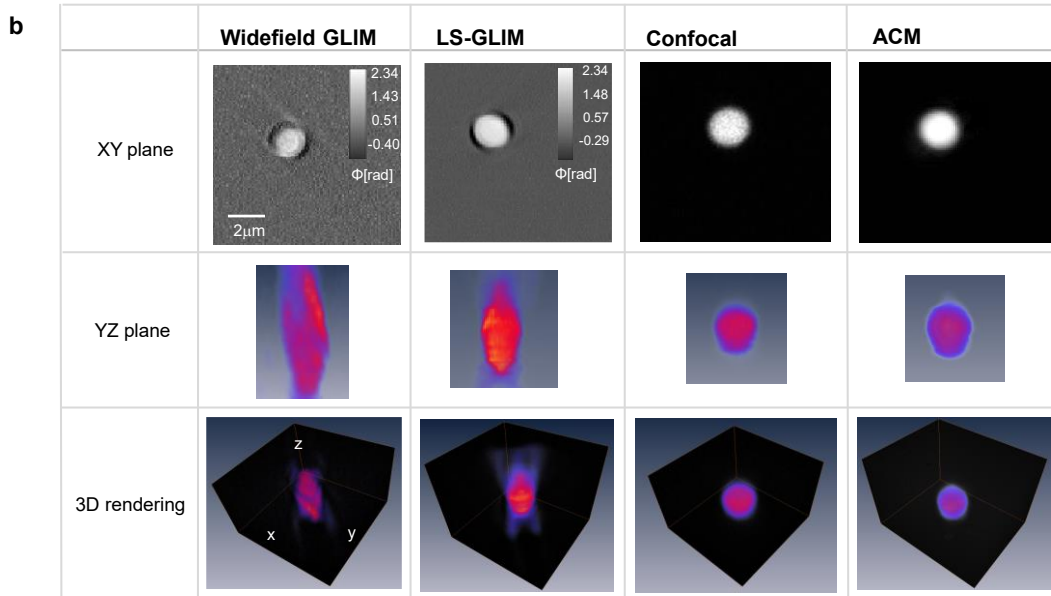 b
Widefield GLIM LS-GLIM Confocal ACM
XY plane
2.34
1.43
0.51
-0.40
Φ[rad]
2μm
2.34
1.48
0.57
-0.29
Φ[rad]
YZ plane
3D rendering
z
x
y